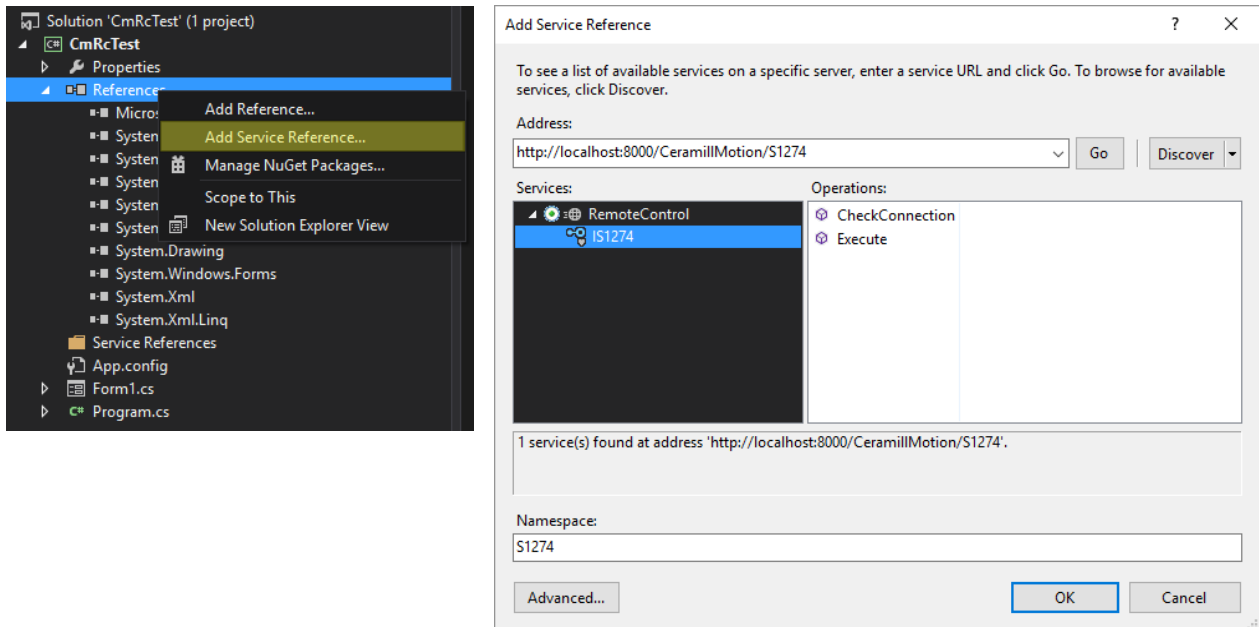 Solution 'CmRcTest' (1 project)
C# CmRcTest
Properties
References
Micros
System
System
System
System
System
System.Drawing
System.Windows.Forms
System.Xml
System.Xml.Linq
Service References
App.config
Form1.cs
C# Program.cs
Add Reference...
Add Service Reference...
Manage NuGet Packages...
Scope to This
New Solution Explorer View
Add Service Reference
?
To see a list of available services on a specific server, enter a service URL and click Go. To browse for available
services, click Discover.
Address:
http://localhost:8000/CeramillMotion/S1274
Go
Discover
Services:
Operations:
RemoteControl
IS1274
CheckConnection
Execute
1 service(s) found at address 'http://localhost:8000/CeramillMotion/S1274'.
Namespace:
S1274
Advanced...
OK
Cancel